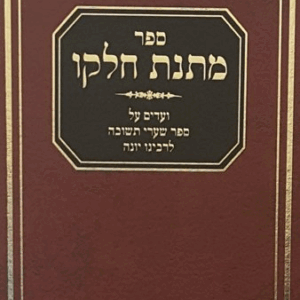 ספר
מתנת חלקו
ועדים על
ספר שערי תשובה
לרבינו יונה